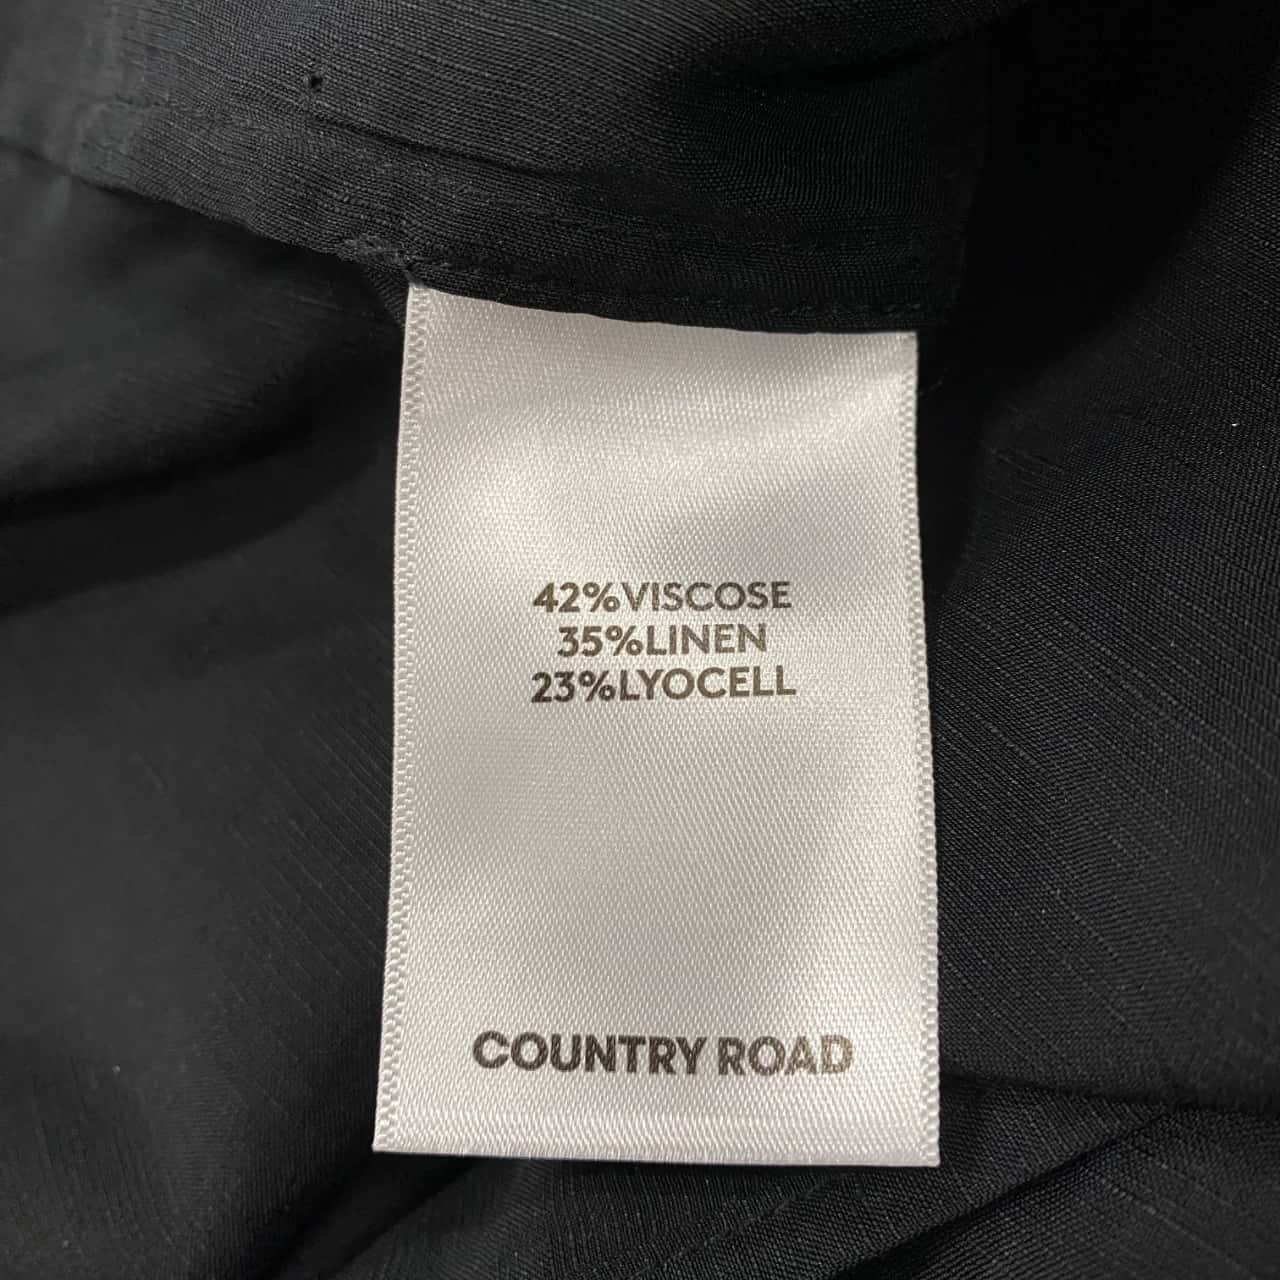 42%VISCOSE
35%LINEN
23%LYOCELL
COUNTRY ROAD